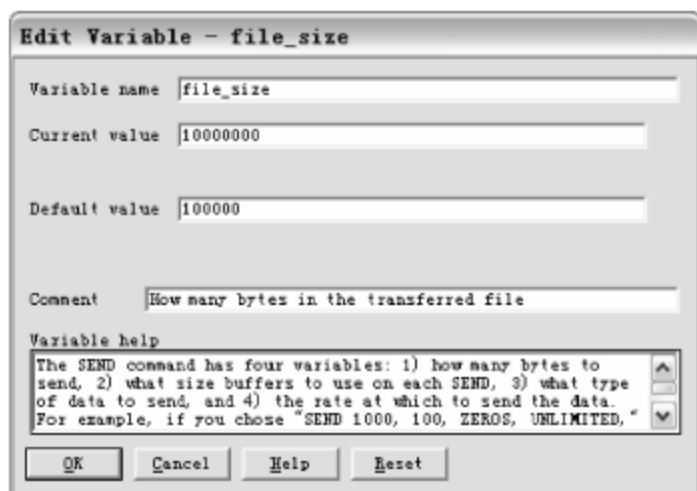 Edit Variable - file_size
Variable name file_size
Current value 10000000
Default value 100000
Comment How many bytes in the transferred file
Variable help
The SEND command has four variables: 1) how many bytes to
send, 2) what size buffers to use on each SEND, 3) what type
of data to send, and 4) the rate at which to send the data.
For example, if you chose "SEND 1000, 100, ZEROS, UNLIMITED,"
OK Cancel Help Reset